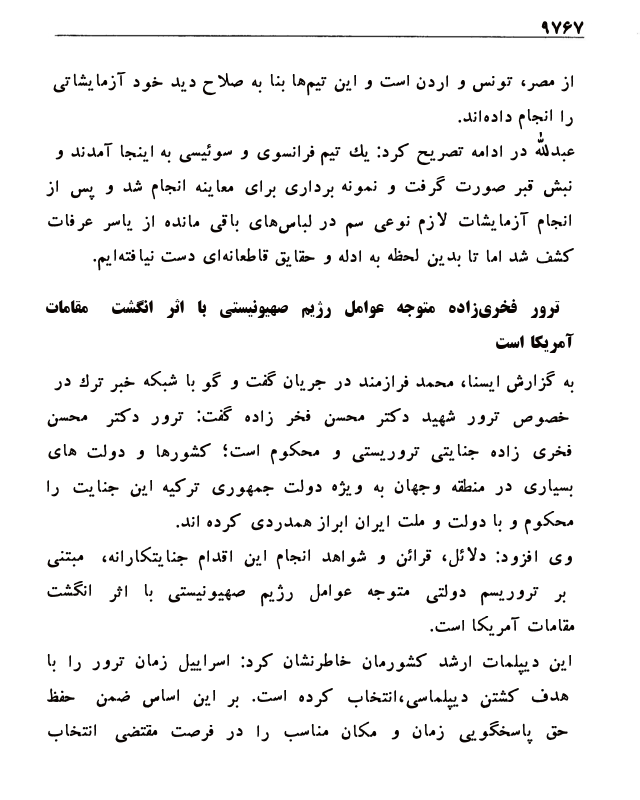 ۹۷۶۷
از مصر، تونس و اردن است و این تیم‌ها بنا به صلاح دید خود آزمایشاتی
را انجام داده‌اند.
عبدلله در ادامه تصریح کرد: یك تیم فرانسوی و سوئیسی به اینجا آمدند و
نبش قبر صورت گرفت و نمونه برداری برای معاینه انجام شد و پس از
انجام آزمایشات لازم نوعی سم در لباس‌های باقی مانده از یاسر عرفات
کشف شد اما تا بدین لحظه به ادله و حقایق قاطعانه‌ای دست نیافته‌ایم.
ترور فخری‌زاده متوجه عوامل رژیم صهیونیستی با اثر انگشت مقامات
آمریکا است
به گزارش ایسنا، محمد فرازمند در جریان گفت و گو با شبکه خبر ترك در
خصوص ترور شهید دکتر محسن فخر زاده گفت: ترور دکتر محسن
فخری زاده جنایتی تروریستی و محکوم است؛ کشورها و دولت های
بسیاری در منطقه وجهان به ویژه دولت جمهوری ترکیه این جنایت را
محکوم و با دولت و ملت ایران ابراز همدردی کرده اند.
وی افزود: دلائل، قرائن و شواهد انجام این اقدام جنایتکارانه، مبتنی
بر تروریسم دولتی متوجه عوامل رژیم صهیونیستی با اثر انگشت
مقامات آمریکا است.
این دیپلمات ارشد کشورمان خاطرنشان کرد: اسراییل زمان ترور را با
هدف کشتن دیپلماسی،انتخاب کرده است. بر این اساس ضمن حفظ
حق پاسخگویی زمان و مکان مناسب را در فرصت مقتضی انتخاب